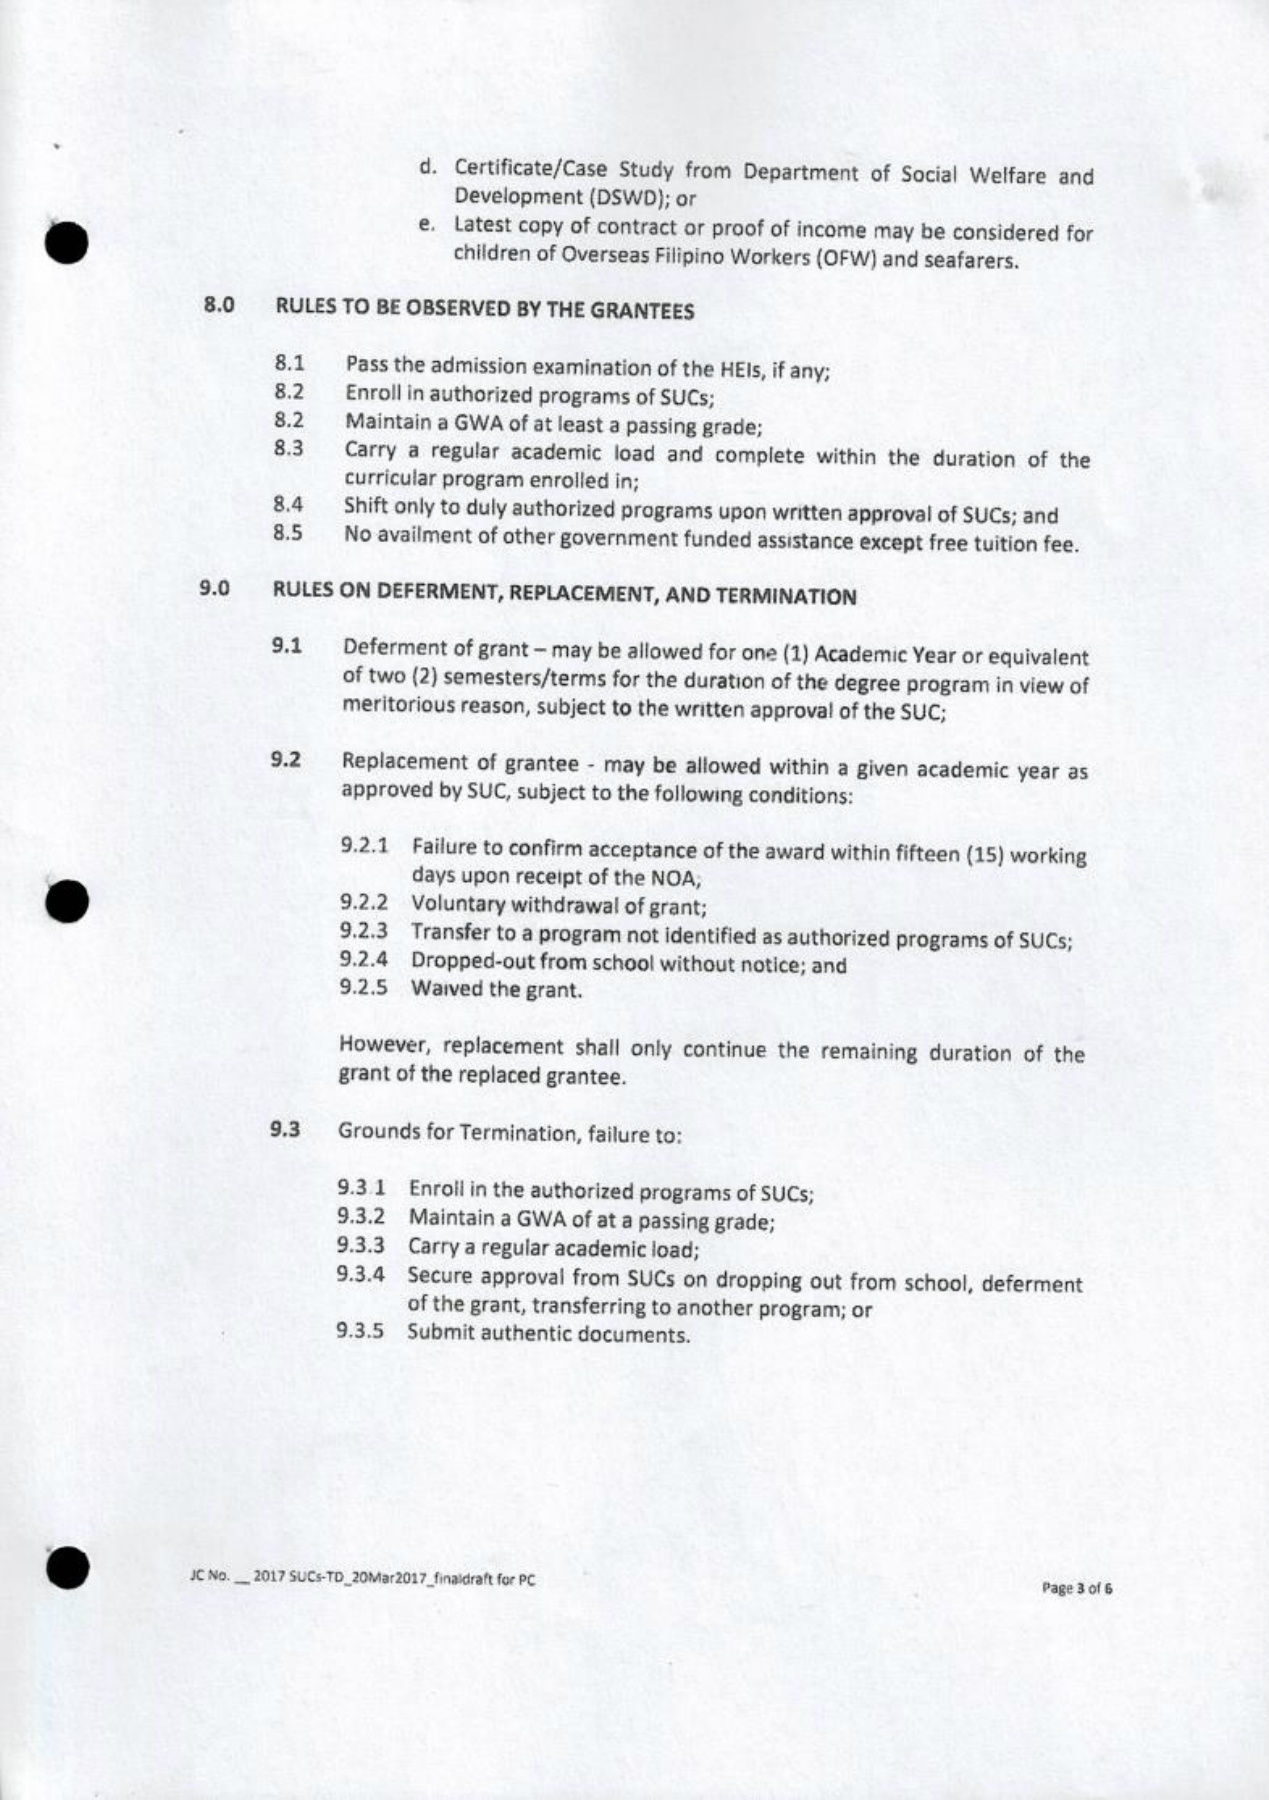 d. Certificate/Case Study from Department of Social Welfare and
Development (DSWD); or
e. Latest copy of contract or proof of income may be considered for
children of Overseas Filipino Workers (OFW) and seafarers.
8.0 RULES TO BE OBSERVED BY THE GRANTEES
8.1 Pass the admission examination of the HEIs, if any;
8.2 Enroll in authorized programs of SUCs;
8.2 Maintain a GWA of at least a passing grade;
8.3 Carry a regular academic load and complete within the duration of the
curricular program enrolled in;
8.4 Shift only to duly authorized programs upon written approval of SUCs; and
8.5 No availment of other government funded assistance except free tuition fee.
9.0 RULES ON DEFERMENT, REPLACEMENT, AND TERMINATION
9.1 Deferment of grant – may be allowed for one (1) Academic Year or equivalent
of two (2) semesters/terms for the duration of the degree program in view of
meritorious reason, subject to the written approval of the SUC;
9.2 Replacement of grantee - may be allowed within a given academic year as
approved by SUC, subject to the following conditions:
9.2.1 Failure to confirm acceptance of the award within fifteen (15) working
days upon receipt of the NOA;
9.2.2 Voluntary withdrawal of grant;
9.2.3 Transfer to a program not identified as authorized programs of SUCs;
9.2.4 Dropped-out from school without notice; and
9.2.5 Waived the grant.
However, replacement shall only continue the remaining duration of the
grant of the replaced grantee.
9.3 Grounds for Termination, failure to:
9.3.1 Enroll in the authorized programs of SUCs;
9.3.2 Maintain a GWA of at a passing grade;
9.3.3 Carry a regular academic load;
9.3.4 Secure approval from SUCs on dropping out from school, deferment
of the grant, transferring to another program; or
9.3.5 Submit authentic documents.
JC No. __ 2017 SUCs-TD_20Mar2017_finaldraft for PC
Page 3 of 6